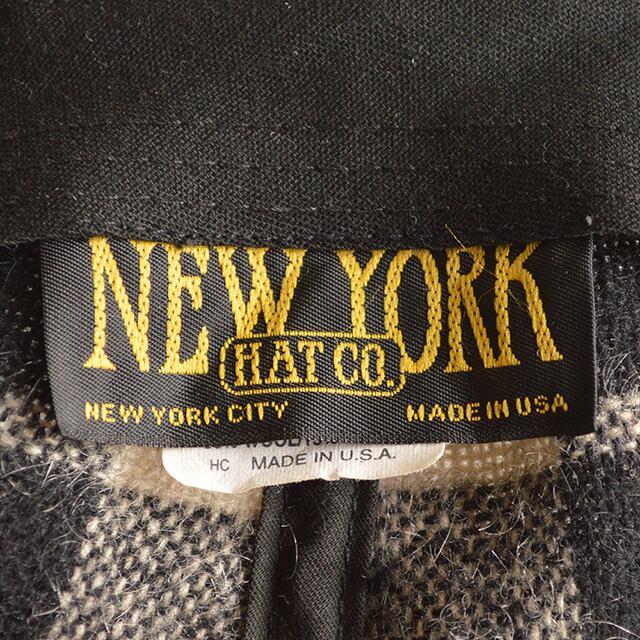 NEW YORK
HAT CO.
NEW YORK CITY MADE IN USA
HC MADE IN U.S.A.